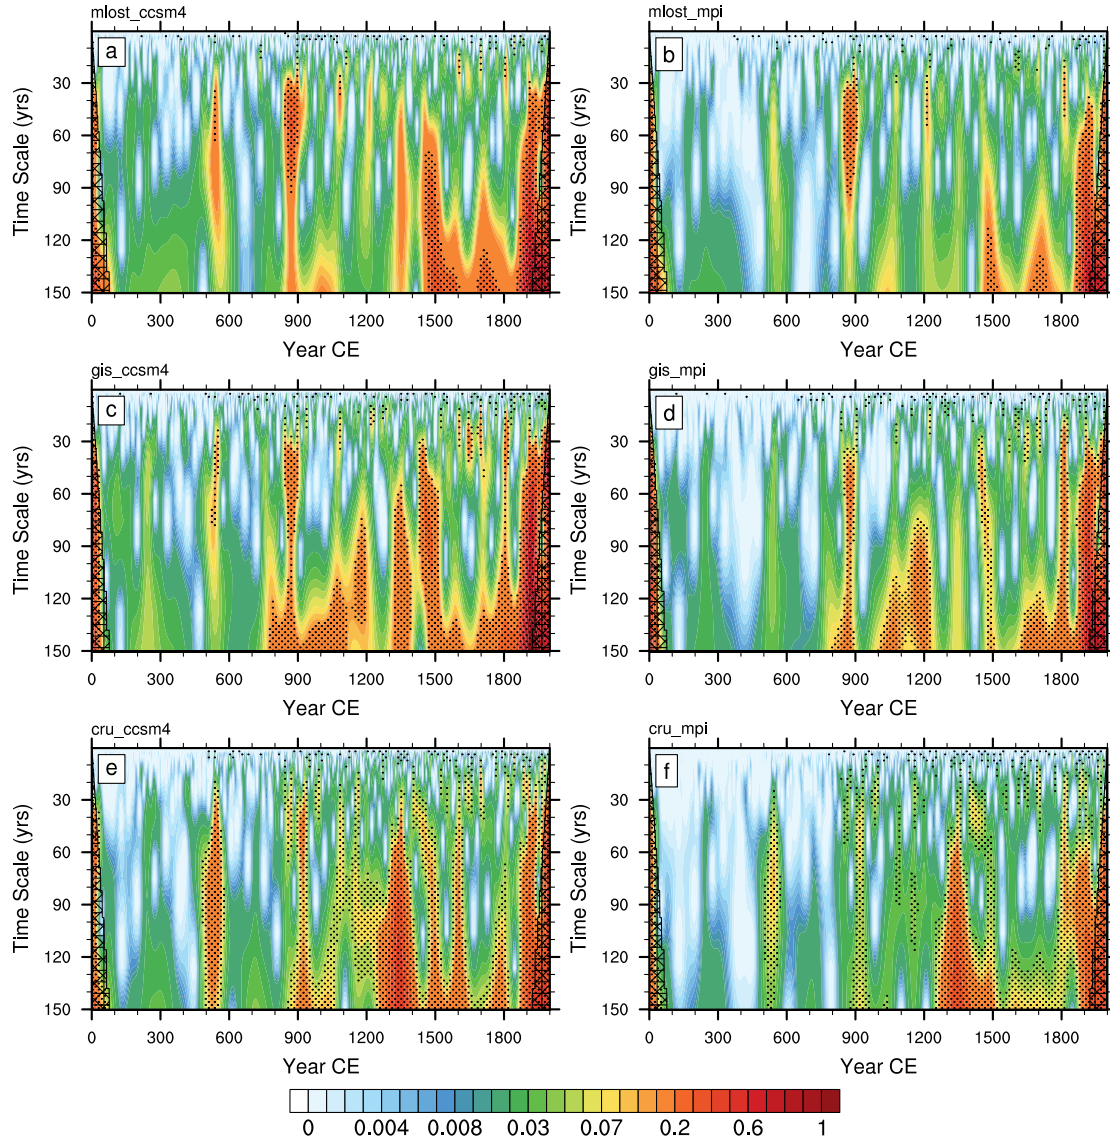 mlost_ccsm4 mlost_mpi
a b
30 30
60 60
90 90
120 120
150 150
Time Scale (yrs) Time Scale (yrs)
0 300 600 900 1200 1500 1800 0 300 600 900 1200 1500 1800
Year CE Year CE
gis_ccsm4 gis_mpi
c d
30 30
60 60
90 90
120 120
150 150
Time Scale (yrs) Time Scale (yrs)
0 300 600 900 1200 1500 1800 0 300 600 900 1200 1500 1800
Year CE Year CE
cru_ccsm4 cru_mpi
e f
30 30
60 60
90 90
120 120
150 150
Time Scale (yrs) Time Scale (yrs)
0 300 600 900 1200 1500 1800 0 300 600 900 1200 1500 1800
Year CE Year CE
0 0.004 0.008 0.03 0.07 0.2 0.6 1